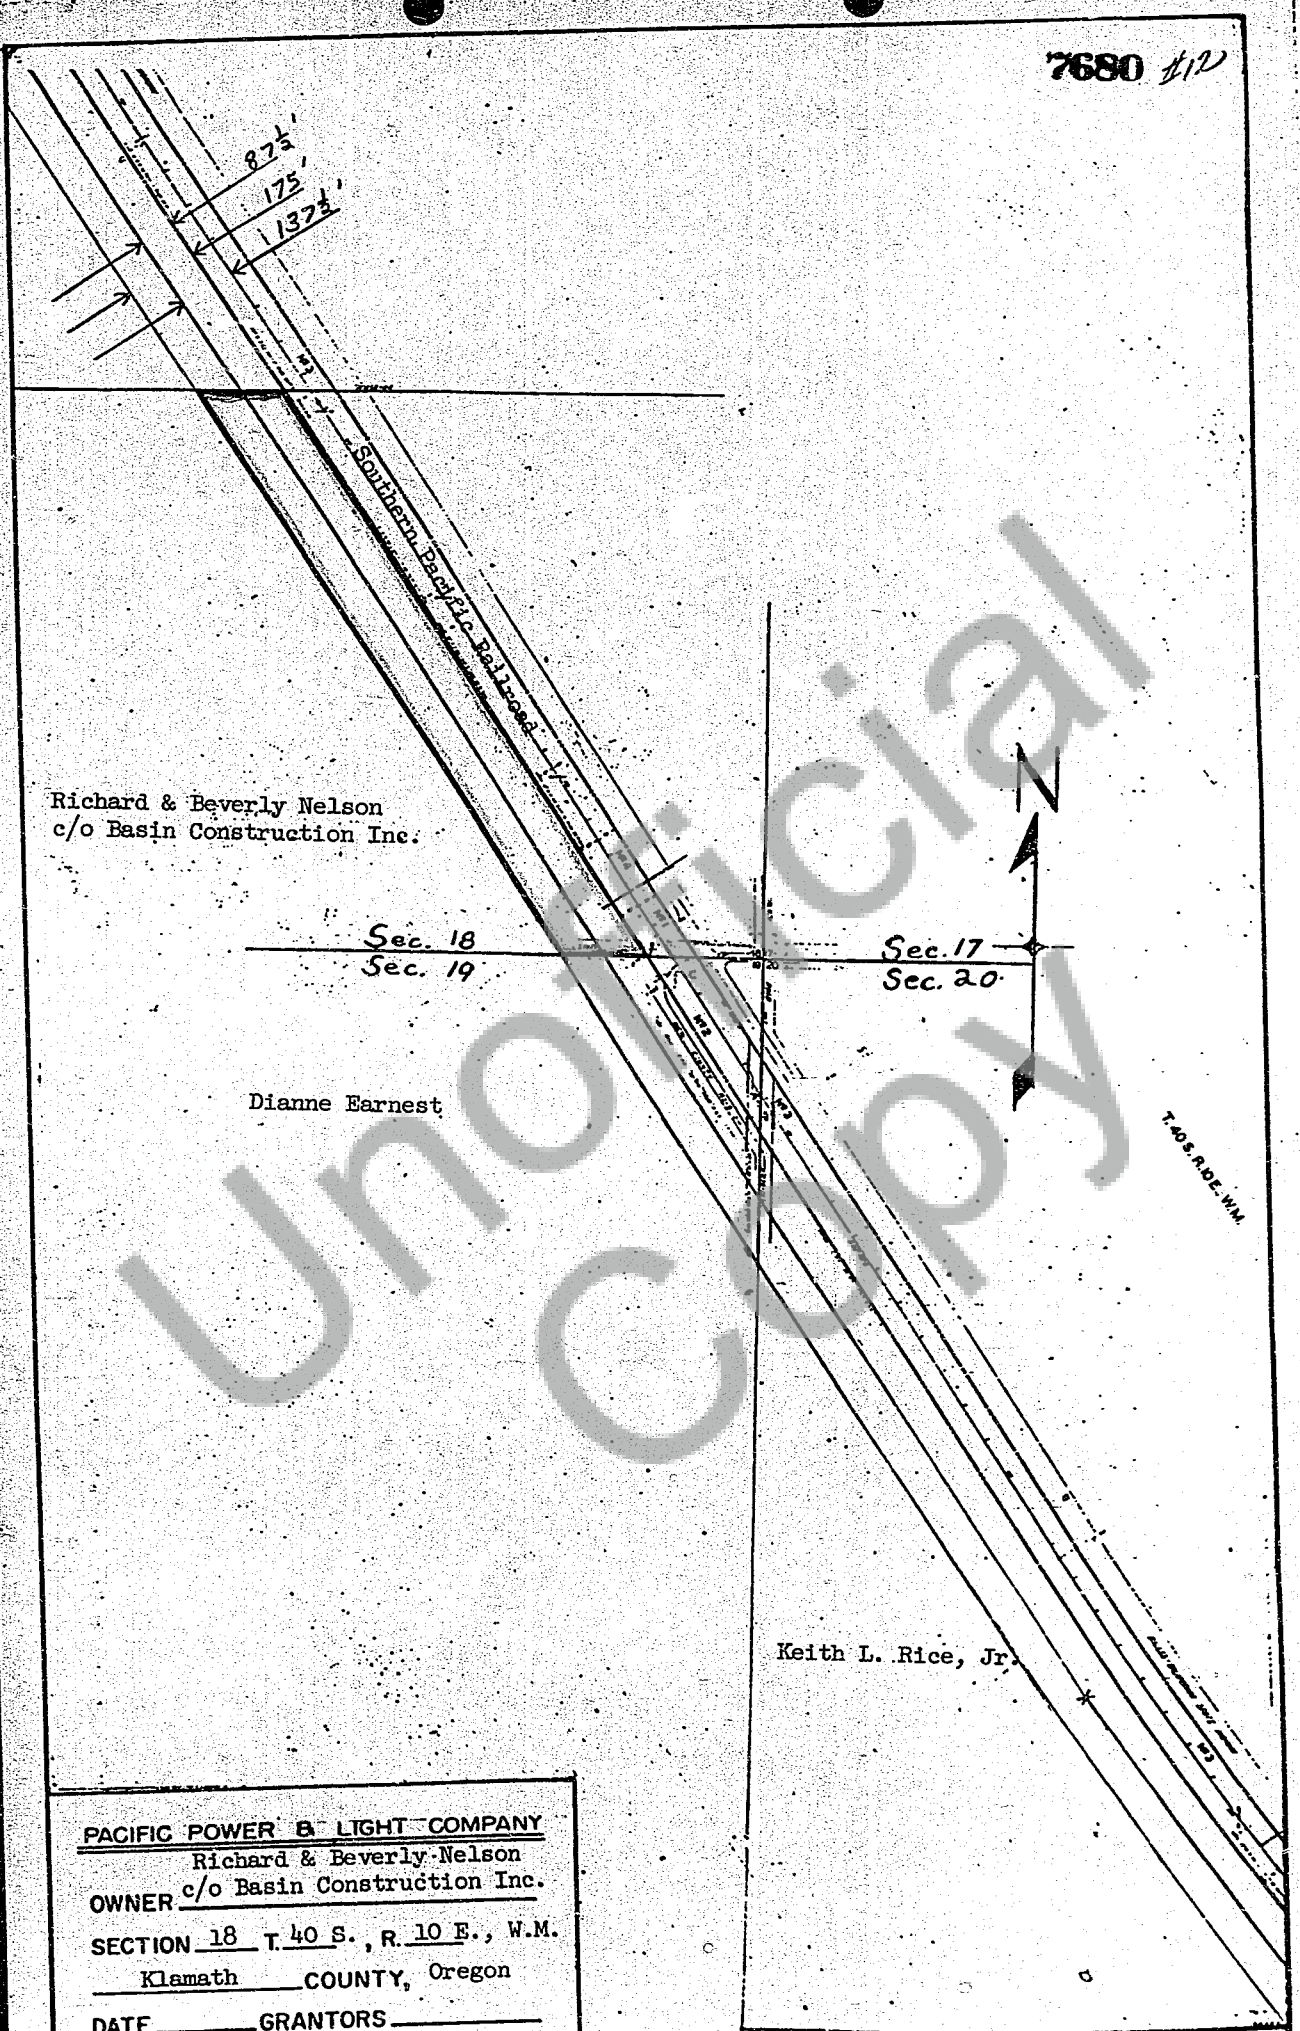 7680 #12
87½'
175'
137½'
Southern Pacific Railroad
Richard & Beverly Nelson
c/o Basin Construction Inc.
N
Sec. 18
Sec. 19
Sec. 17
Sec. 20
Nº2
Dianne Earnest
Nº2
T. 40 S. R. 10 E. W.M.
Keith L. Rice, Jr.
Unofficial
Copy
PACIFIC POWER & LIGHT COMPANY
Richard & Beverly Nelson
OWNER c/o Basin Construction Inc.
SECTION 18 T. 40 S., R. 10 E., W.M.
Klamath COUNTY, Oregon
DATE GRANTORS